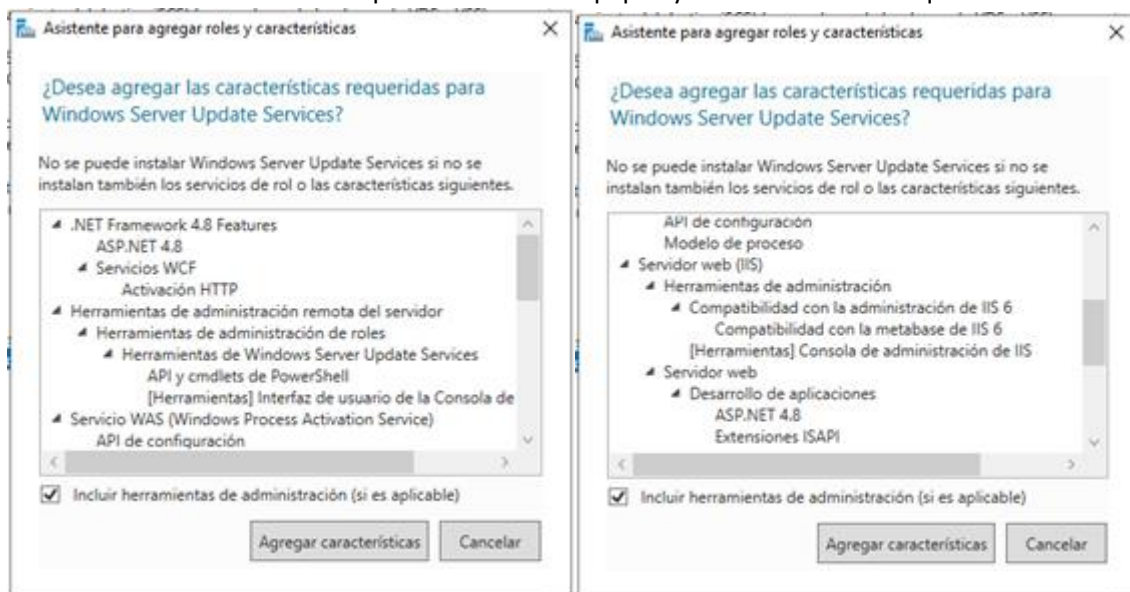 Asistente para agregar roles y características
¿Desea agregar las características requeridas para
Windows Server Update Services?
No se puede instalar Windows Server Update Services si no se
instalan también los servicios de rol o las características siguientes.
.NET Framework 4.8 Features
ASP.NET 4.8
Servicios WCF
Activación HTTP
Herramientas de administración remota del servidor
Herramientas de administración de roles
Herramientas de Windows Server Update Services
API y cmdlets de PowerShell
[Herramientas] Interfaz de usuario de la Consola de
Servicio WAS (Windows Process Activation Service)
API de configuración
Incluir herramientas de administración (si es aplicable)
Agregar características
Cancelar
Asistente para agregar roles y características
¿Desea agregar las características requeridas para
Windows Server Update Services?
No se puede instalar Windows Server Update Services si no se
instalan también los servicios de rol o las características siguientes.
API de configuración
Modelo de proceso
Servidor web (IIS)
Herramientas de administración
Compatibilidad con la administración de IIS 6
Compatibilidad con la metabase de IIS 6
[Herramientas] Consola de administración de IIS
Servidor web
Desarrollo de aplicaciones
ASP.NET 4.8
Extensiones ISAPI
Incluir herramientas de administración (si es aplicable)
Agregar características
Cancelar